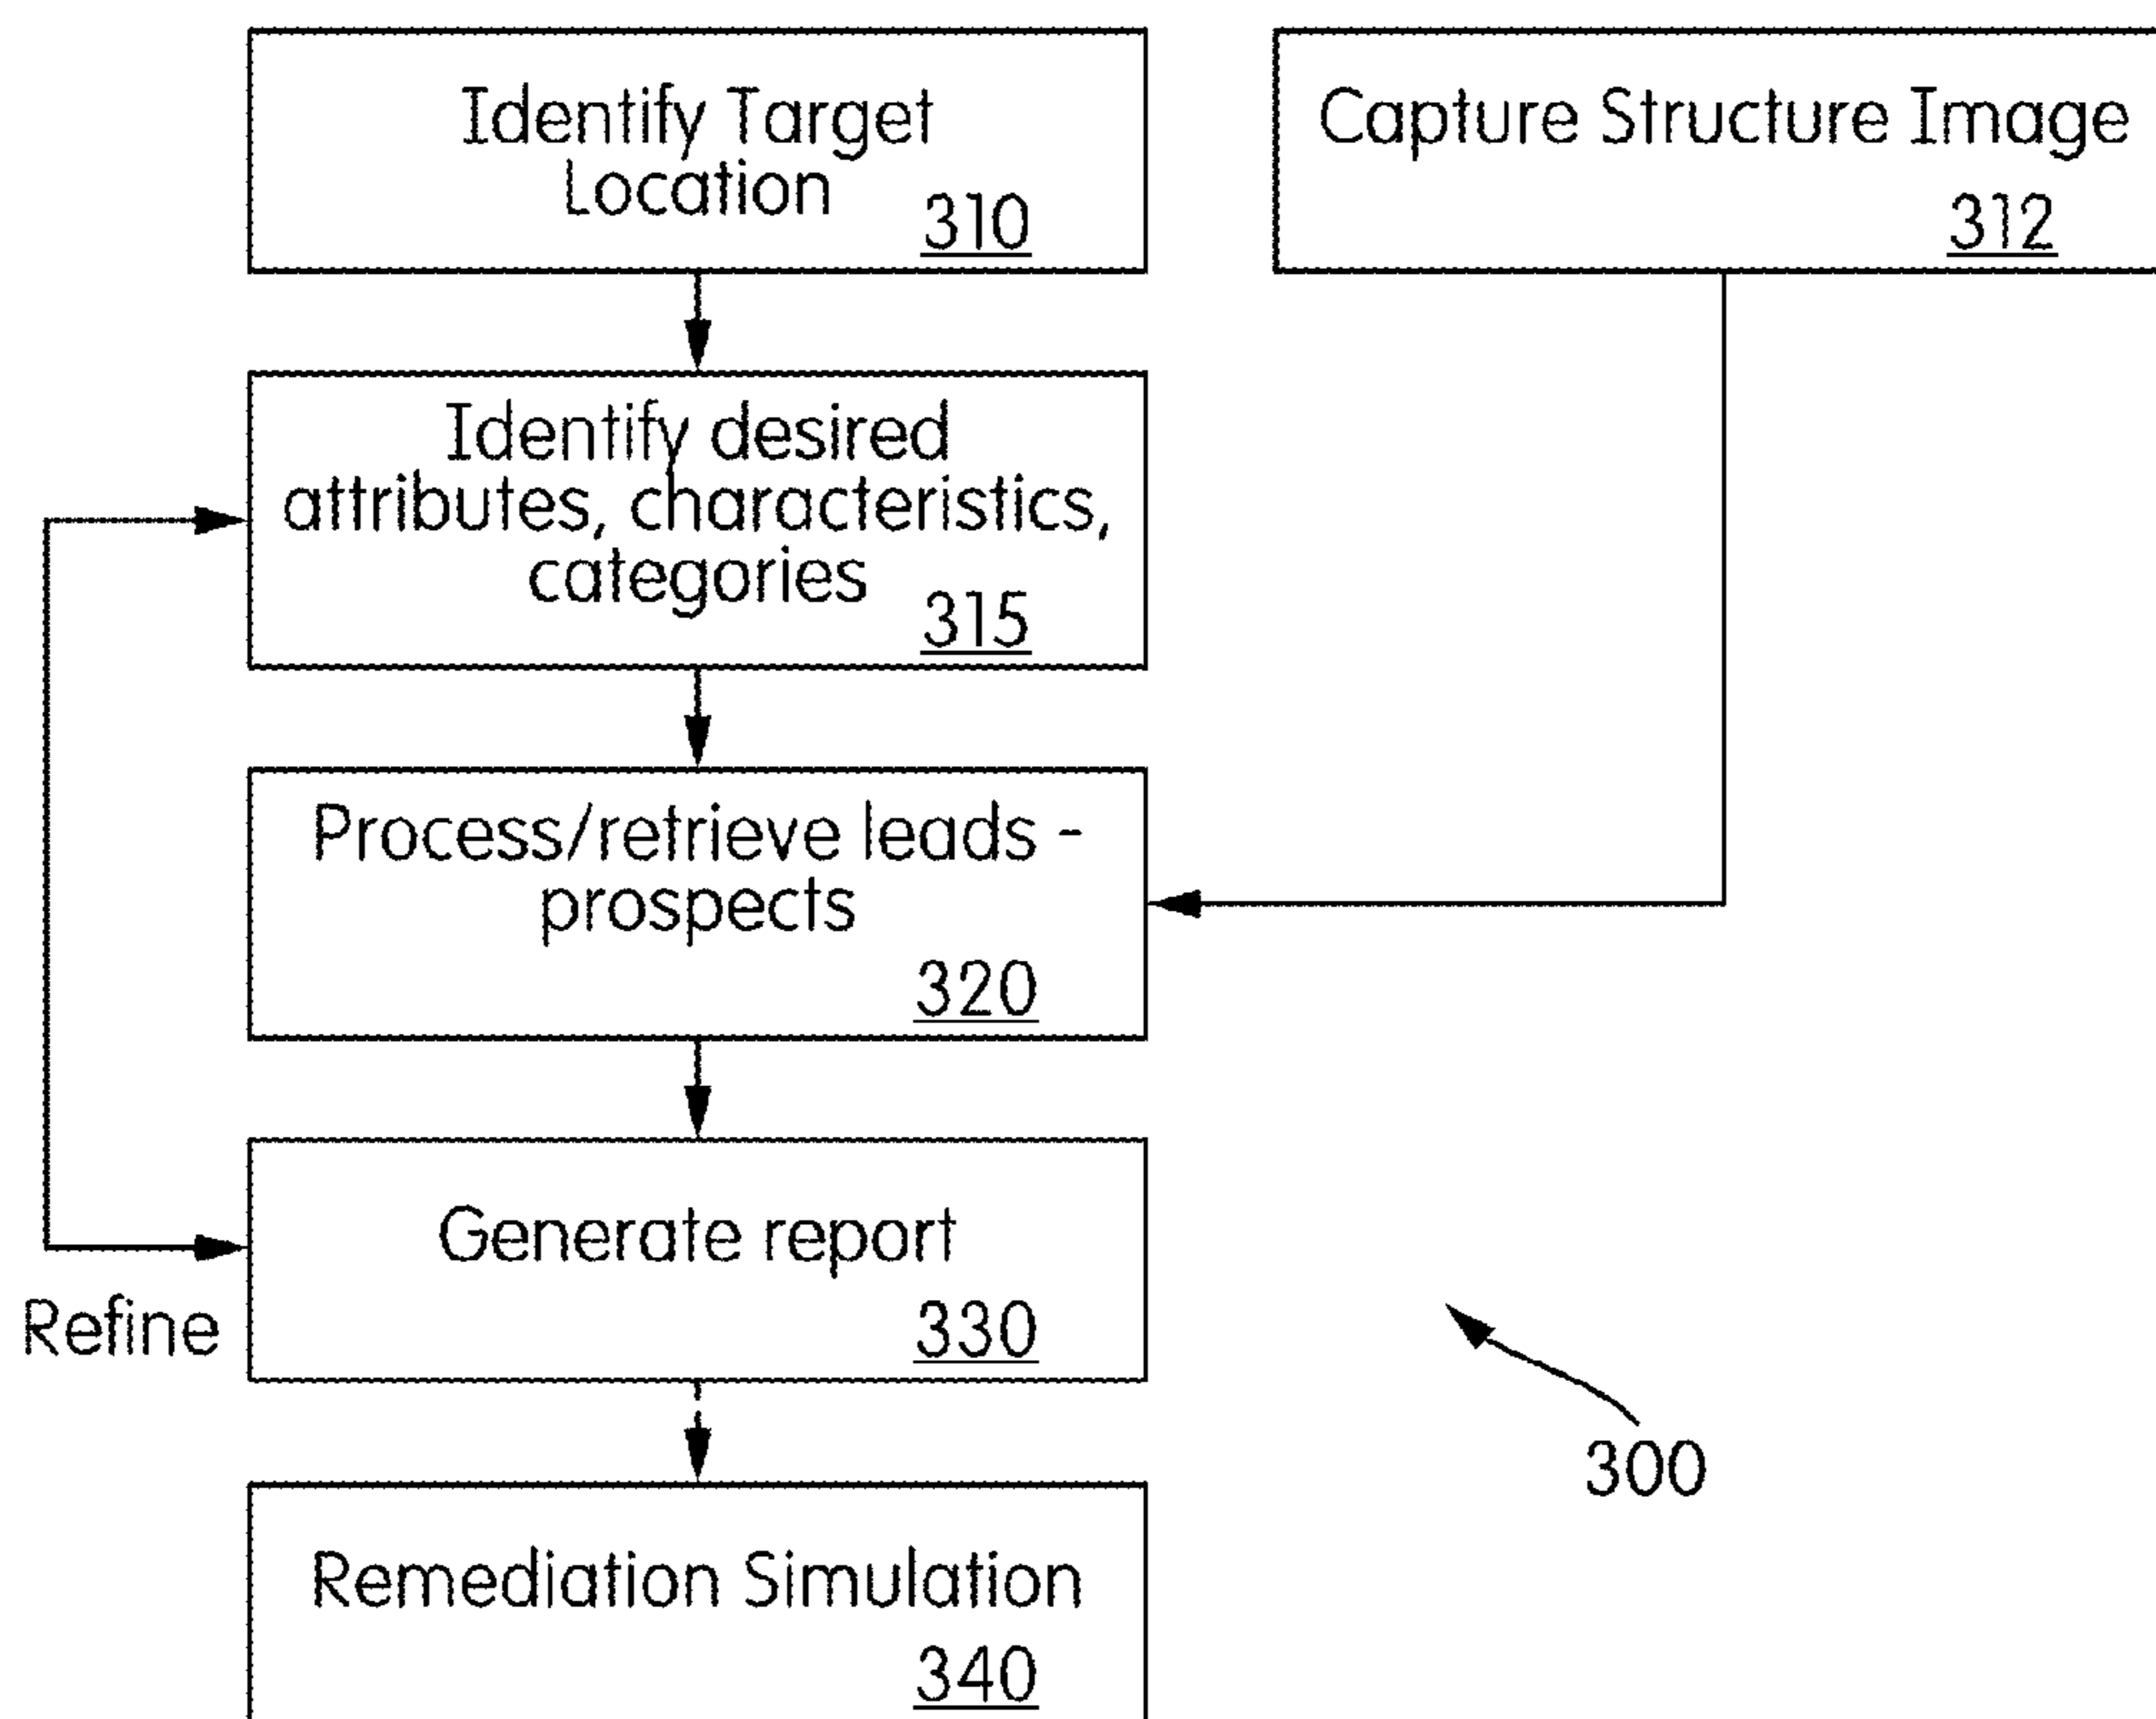 Identify Target
Location
310
Capture Structure Image
312
Identify desired
attributes, characteristics,
categories
315
Process/retrieve leads -
prospects
320
Generate report
330
Refine
Remediation Simulation
340
300